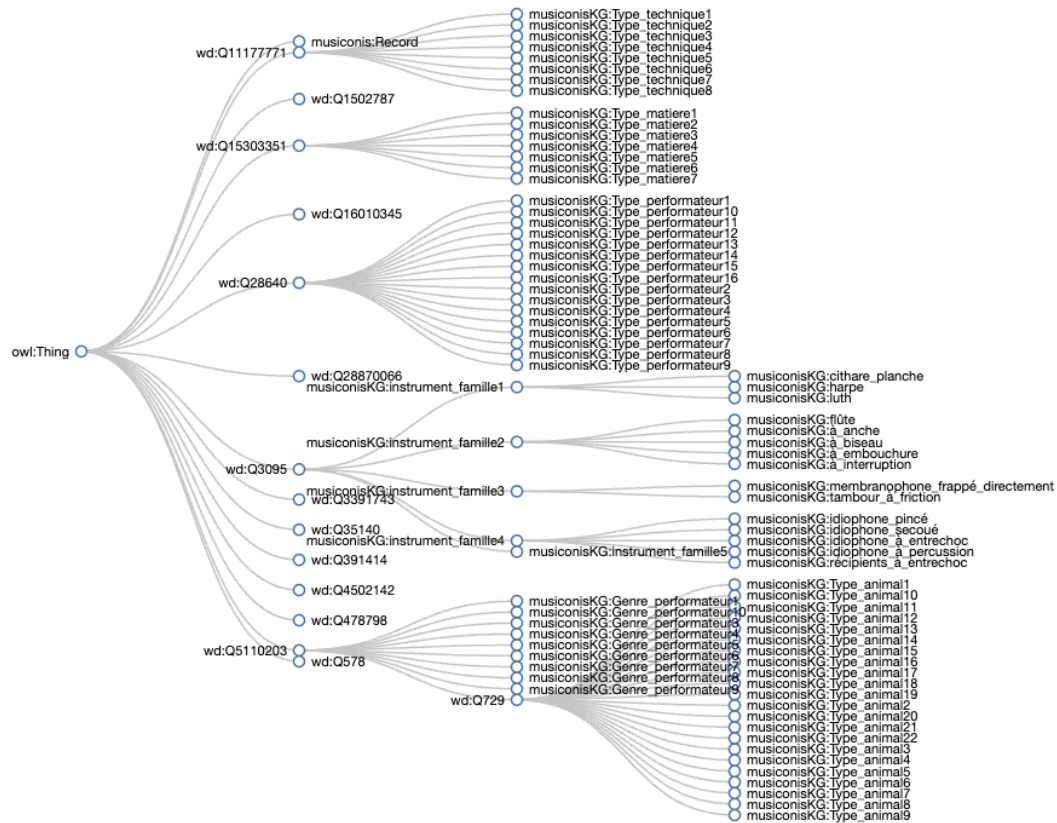 owl:Thing
musiconis:Record
wd:Q11177771
wd:Q1502787
wd:Q15303351
wd:Q16010345
wd:Q28640
wd:Q28870066
wd:Q3095
wd:Q3391743
wd:Q35140
wd:Q391414
wd:Q4502142
wd:Q478798
wd:Q5110203
wd:Q578
musiconisKG:Type_technique1
musiconisKG:Type_technique2
musiconisKG:Type_technique3
musiconisKG:Type_technique4
musiconisKG:Type_technique5
musiconisKG:Type_technique6
musiconisKG:Type_technique7
musiconisKG:Type_technique8
musiconisKG:Type_matiere1
musiconisKG:Type_matiere2
musiconisKG:Type_matiere3
musiconisKG:Type_matiere4
musiconisKG:Type_matiere5
musiconisKG:Type_matiere6
musiconisKG:Type_matiere7
musiconisKG:Type_performateur1
musiconisKG:Type_performateur10
musiconisKG:Type_performateur11
musiconisKG:Type_performateur12
musiconisKG:Type_performateur13
musiconisKG:Type_performateur14
musiconisKG:Type_performateur15
musiconisKG:Type_performateur16
musiconisKG:Type_performateur2
musiconisKG:Type_performateur3
musiconisKG:Type_performateur4
musiconisKG:Type_performateur5
musiconisKG:Type_performateur6
musiconisKG:Type_performateur7
musiconisKG:Type_performateur8
musiconisKG:Type_performateur9
musiconisKG:instrument_famille1
musiconisKG:instrument_famille2
musiconisKG:instrument_famille3
musiconisKG:instrument_famille4
musiconisKG:instrument_famille5
musiconisKG:Genre_performateur1
musiconisKG:Genre_performateur10
musiconisKG:Genre_performateur3
musiconisKG:Genre_performateur4
musiconisKG:Genre_performateur5
musiconisKG:Genre_performateur6
musiconisKG:Genre_performateur7
musiconisKG:Genre_performateur8
musiconisKG:Genre_performateur9
wd:Q729
musiconisKG:cithare_planche
musiconisKG:harpe
musiconisKG:luth
musiconisKG:flûte
musiconisKG:à_anche
musiconisKG:à_biseau
musiconisKG:à_embouchure
musiconisKG:à_interruption
musiconisKG:membranophone_frappé_directement
musiconisKG:tambour_à_friction
musiconisKG:idiophone_pincé
musiconisKG:idiophone_secoué
musiconisKG:idiophone_à_entrechoc
musiconisKG:idiophone_à_percussion
musiconisKG:récipients_à_entrechoc
musiconisKG:Type_animal1
musiconisKG:Type_animal10
musiconisKG:Type_animal11
musiconisKG:Type_animal12
musiconisKG:Type_animal13
musiconisKG:Type_animal14
musiconisKG:Type_animal15
musiconisKG:Type_animal16
musiconisKG:Type_animal17
musiconisKG:Type_animal18
musiconisKG:Type_animal19
musiconisKG:Type_animal2
musiconisKG:Type_animal20
musiconisKG:Type_animal21
musiconisKG:Type_animal22
musiconisKG:Type_animal3
musiconisKG:Type_animal4
musiconisKG:Type_animal5
musiconisKG:Type_animal6
musiconisKG:Type_animal7
musiconisKG:Type_animal8
musiconisKG:Type_animal9